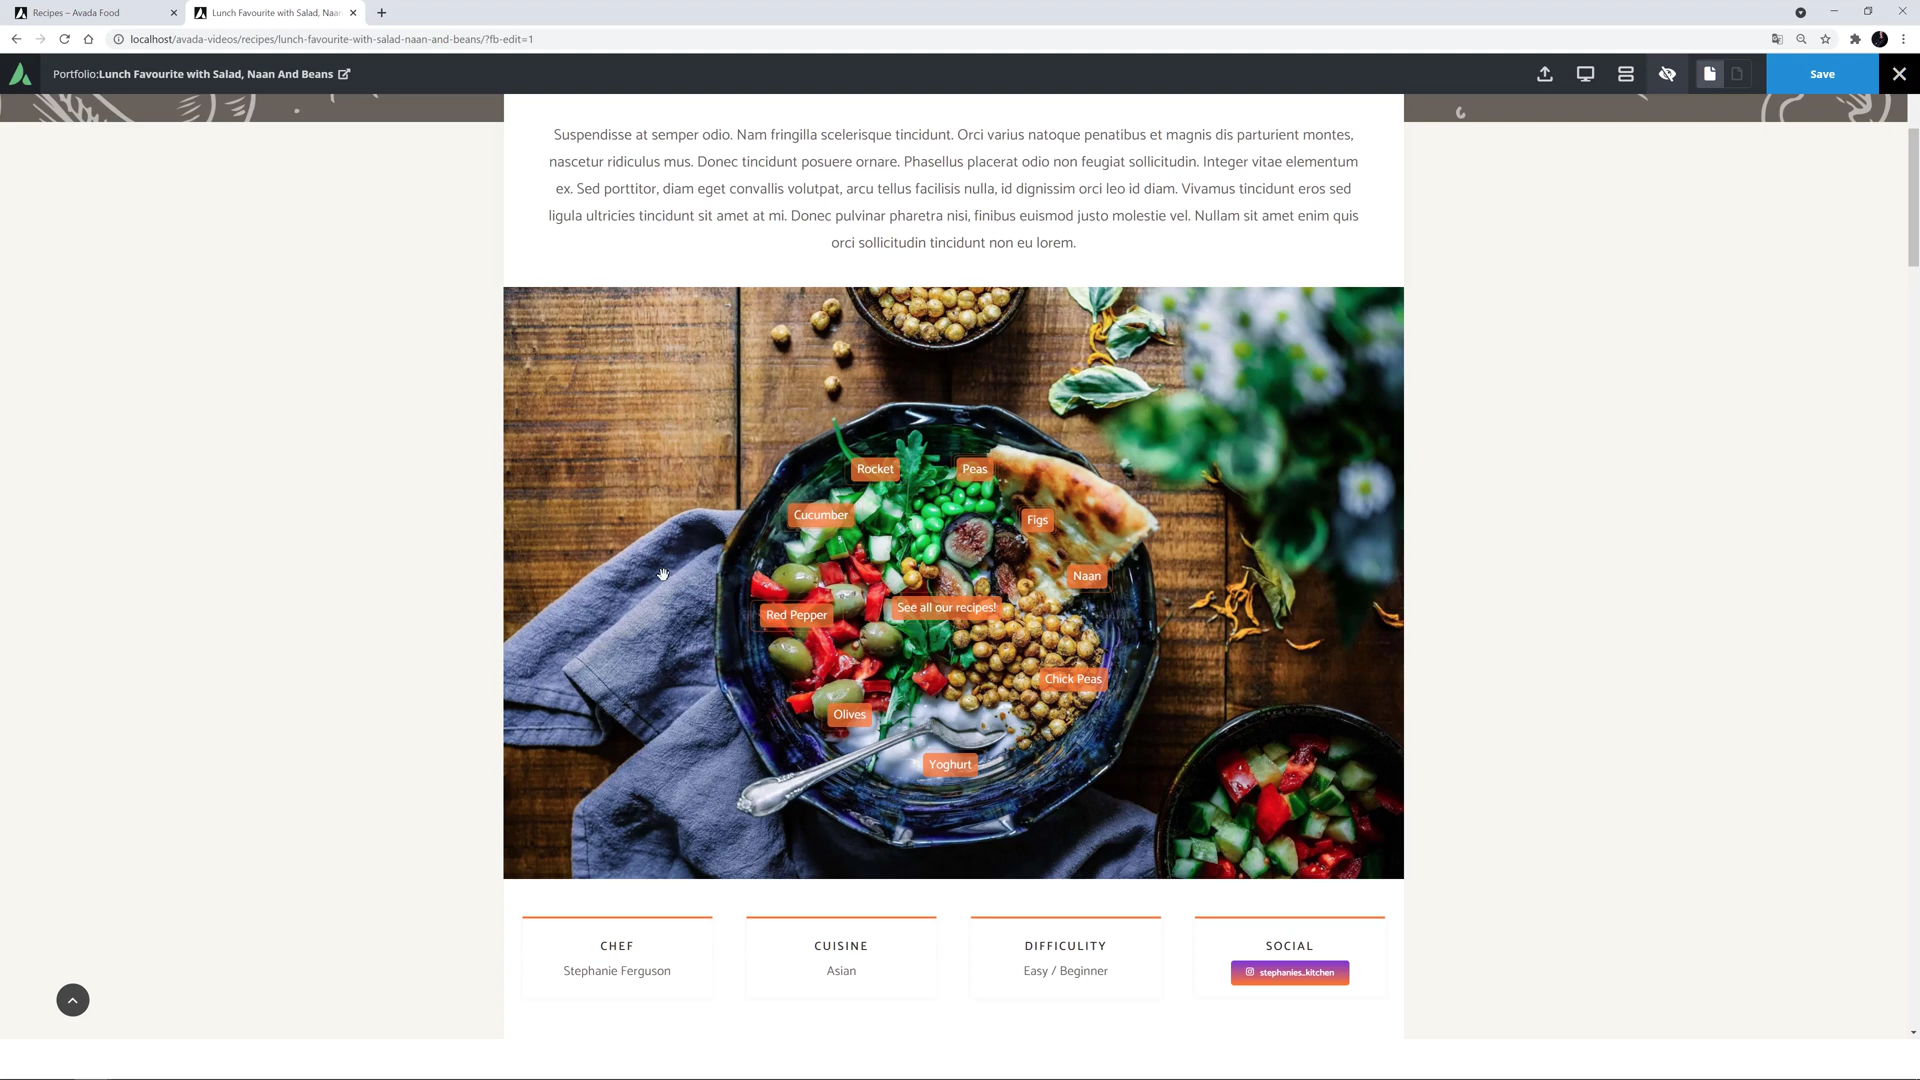 Recipes – Avada Food
Lunch Favourite with Salad, Naan
localhost/avada-videos/recipes/lunch-favourite-with-salad-naan-and-beans/?fb-edit=1
Portfolio:Lunch Favourite with Salad, Naan And Beans
Save
Suspendisse at semper odio. Nam fringilla scelerisque tincidunt. Orci varius natoque penatibus et magnis dis parturient montes,
nascetur ridiculus mus. Donec tincidunt posuere ornare. Phasellus placerat odio non feugiat sollicitudin. Integer vitae elementum
ex. Sed porttitor, diam eget convallis volutpat, arcu tellus facilisis nulla, id dignissim orci leo id diam. Vivamus tincidunt eros sed
ligula ultricies tincidunt sit amet at mi. Donec pulvinar pharetra nisi, finibus euismod justo molestie vel. Nullam sit amet enim quis
orci sollicitudin tincidunt non eu lorem.
Rocket
Peas
Cucumber
Figs
Naan
See all our recipes!
Red Pepper
Chick Peas
Olives
Yoghurt
CHEF
Stephanie Ferguson
CUISINE
Asian
DIFFICULITY
Easy / Beginner
SOCIAL
stephanies_kitchen